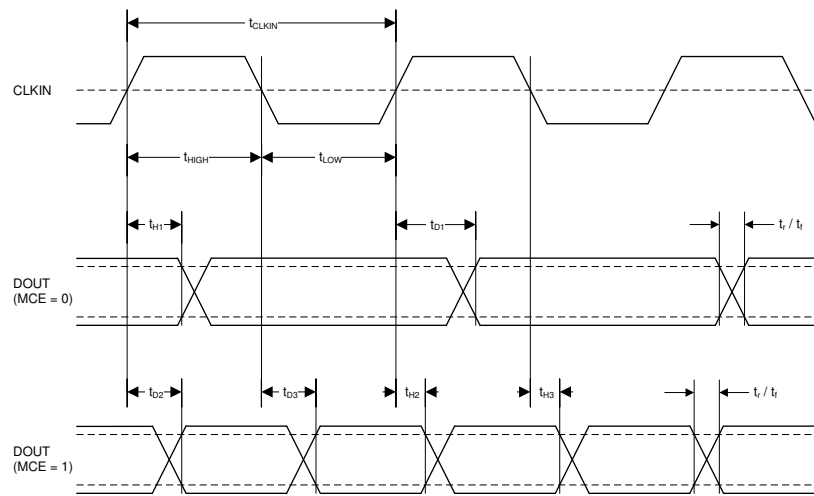 tCLKIN
CLKIN
tHIGH
tLOW
tH1
tD1
tr / tf
DOUT
(MCE = 0)
tD2
tD3
tH2
tH3
tr / tf
DOUT
(MCE = 1)